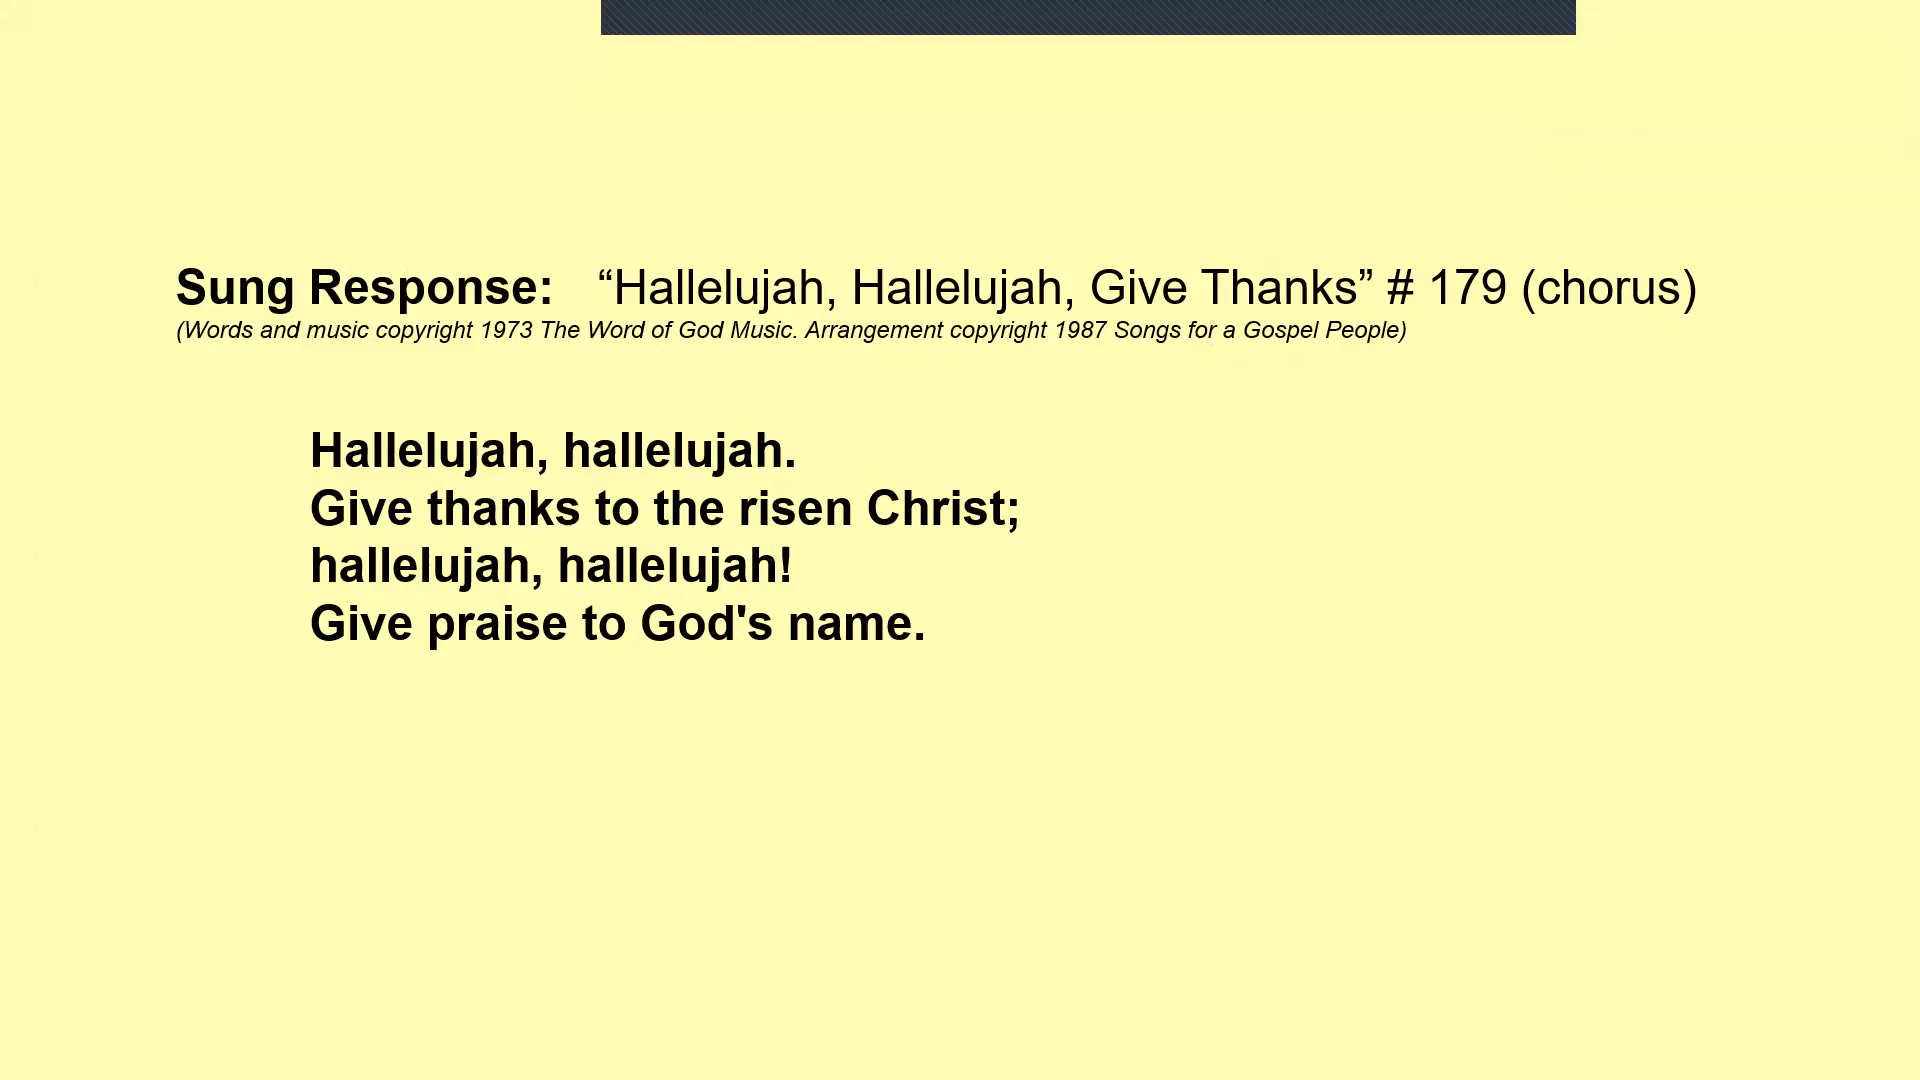 Sung Response: “Hallelujah, Hallelujah, Give Thanks” # 179 (chorus)
(Words and music copyright 1973 The Word of God Music. Arrangement copyright 1987 Songs for a Gospel People)
Hallelujah, hallelujah.
Give thanks to the risen Christ;
hallelujah, hallelujah!
Give praise to God's name.